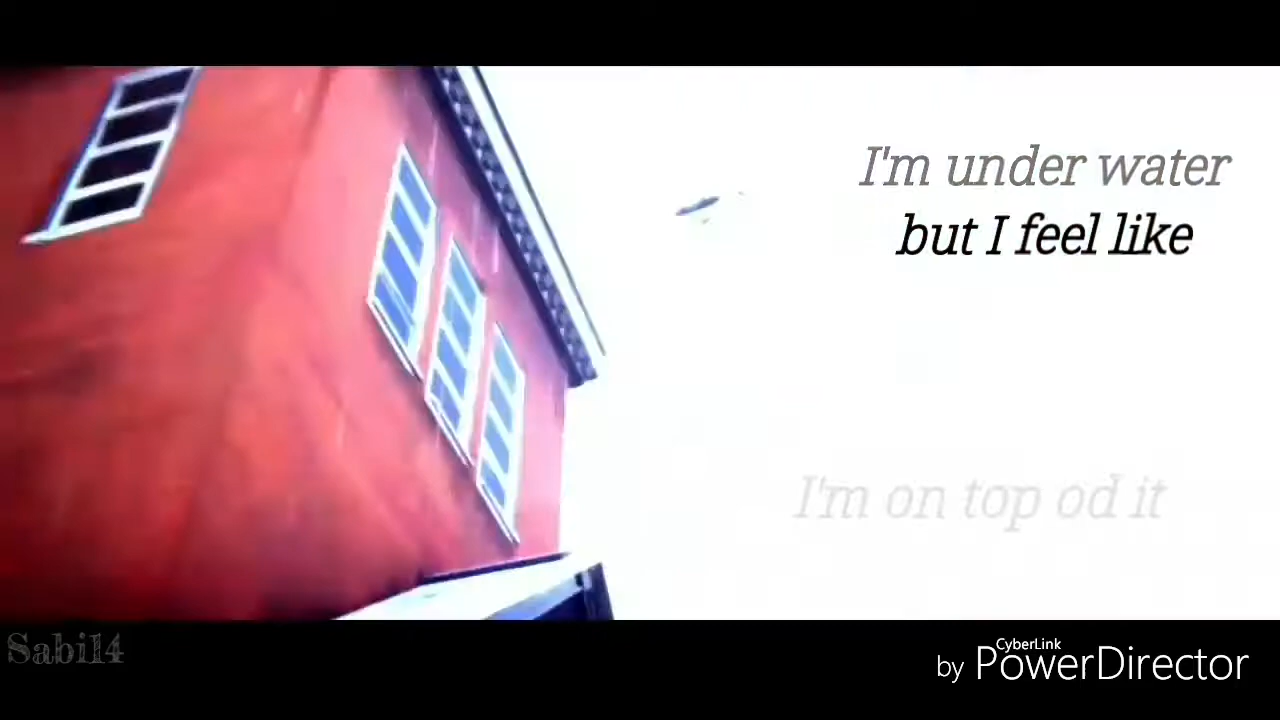 I'm under water
but I feel like
I'm on top od it
Sabi14
CyberLink
by PowerDirector